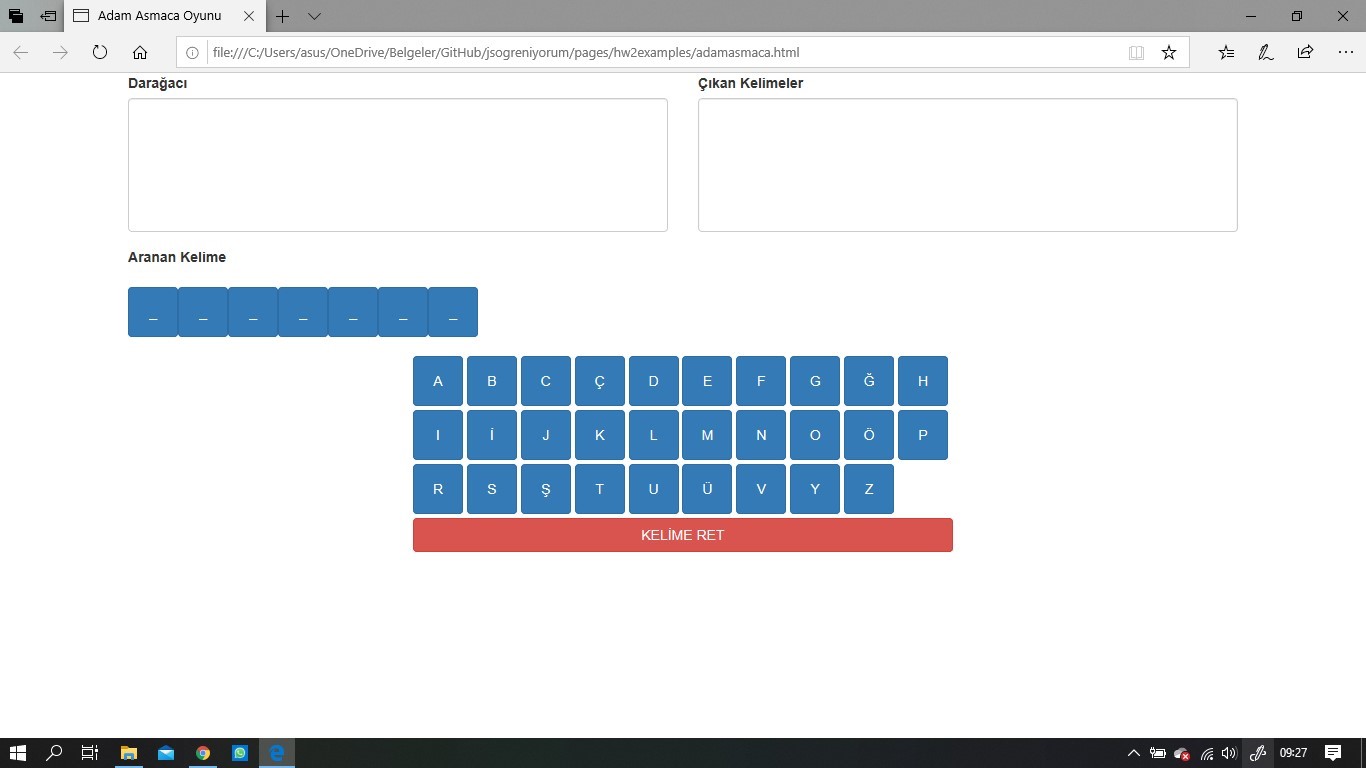 Adam Asmaca Oyunu
file:///C:/Users/asus/OneDrive/Belgeler/GitHub/jsogreniyorum/pages/hw2examples/adamasmaca.html
Darağacı
Çıkan Kelimeler
Aranan Kelime
_ _ _ _ _ _ _
A B C Ç D E F G Ğ H
I İ J K L M N O Ö P
R S Ş T U Ü V Y Z
KELİME RET
09:27